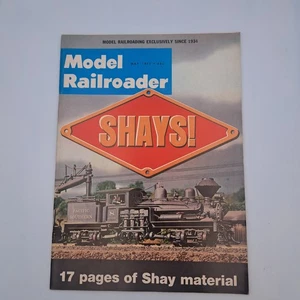 MODEL RAILROADING EXCLUSIVELY SINCE 1934
Model
Railroader
SHAYS!
17 pages of Shay material